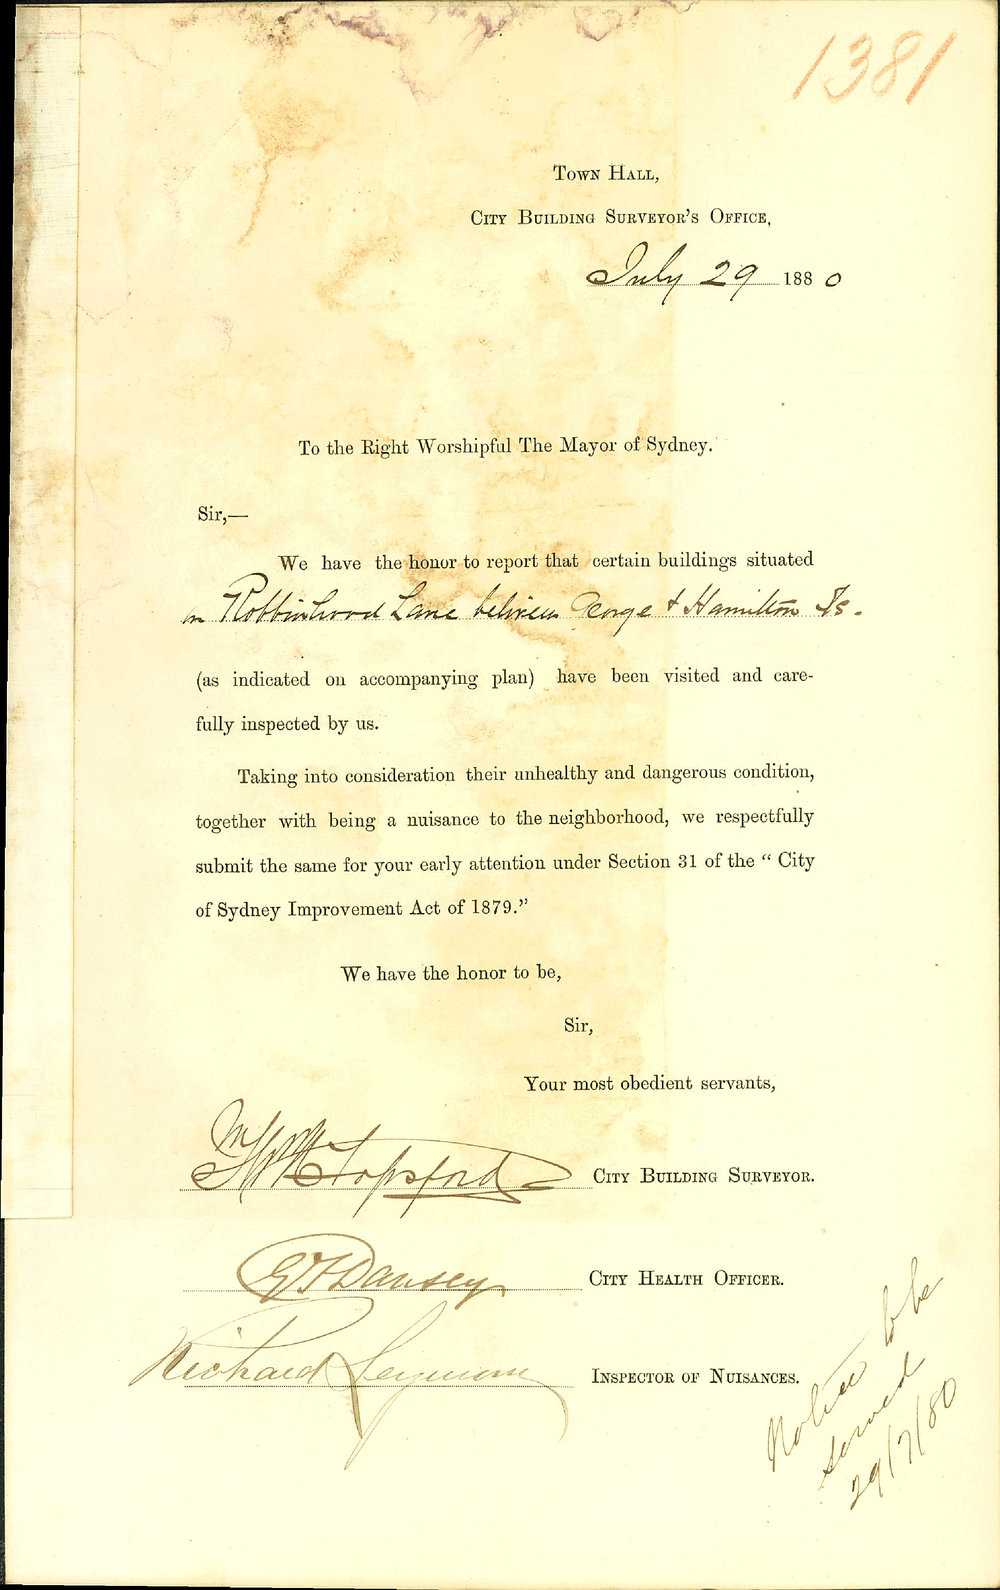 1381
TOWN HALL,
CITY BUILDING SURVEYOR'S OFFICE,
July 29 1880
To the Right Worshipful The Mayor of Sydney.
Sir,—
We have the honor to report that certain buildings situated
in Robbinhood Lane between George & Hamilton Sts.
(as indicated on accompanying plan) have been visited and care-
fully inspected by us.
Taking into consideration their unhealthy and dangerous condition,
together with being a nuisance to the neighborhood, we respectfully
submit the same for your early attention under Section 31 of the “ City
of Sydney Improvement Act of 1879.”
We have the honor to be,
Sir,
Your most obedient servants,
Topsford CITY BUILDING SURVEYOR.
G F Dansey CITY HEALTH OFFICER.
Richard Seymour INSPECTOR OF NUISANCES.
Notice to be
served
29/7/80